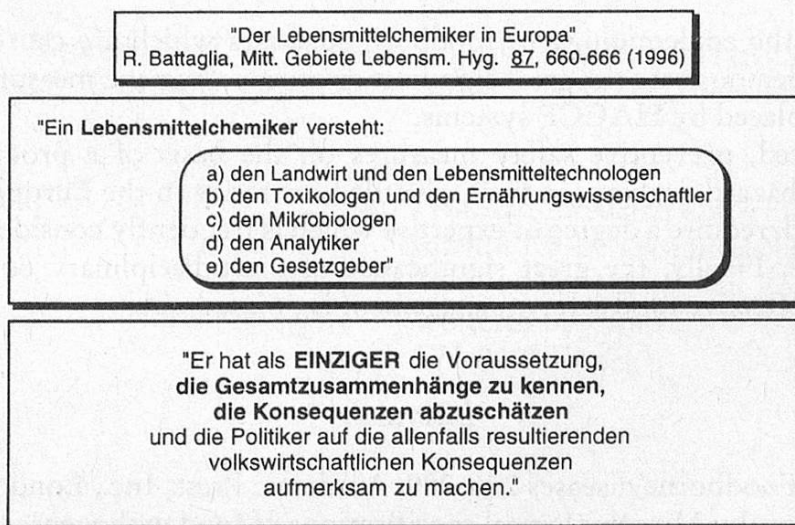 "Der Lebensmittelchemiker in Europa"
R. Battaglia, Mitt. Gebiete Lebensm. Hyg. 87, 660-666 (1996)
"Ein Lebensmittelchemiker versteht:
a) den Landwirt und den Lebensmitteltechnologen
b) den Toxikologen und den Ernährungswissenschaftler
c) den Mikrobiologen
d) den Analytiker
e) den Gesetzgeber"
"Er hat als EINZIGER die Voraussetzung,
die Gesamtzusammenhänge zu kennen,
die Konsequenzen abzuschätzen
und die Politiker auf die allenfalls resultierenden
volkswirtschaftlichen Konsequenzen
aufmerksam zu machen."